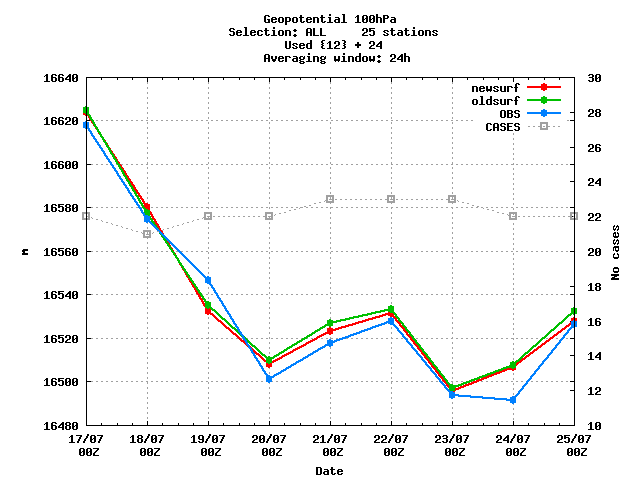 Geopotential 100hPa
Selection: ALL     25 stations
Used {12} + 24
Averaging window: 24h
newsurf
oldsurf
OBS
CASES
16640
16620
16600
16580
16560
16540
16520
16500
16480
m
30
28
26
24
22
20
18
16
14
12
10
No cases
17/07 18/07 19/07 20/07 21/07 22/07 23/07 24/07 25/07
00Z 00Z 00Z 00Z 00Z 00Z 00Z 00Z 00Z
Date